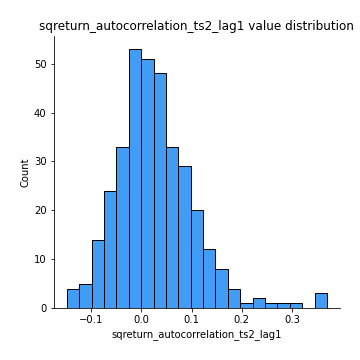 sqreturn_autocorrelation_ts2_lag1 value distribution
50
40
30
20
10
0
Count
−0.1 0.0 0.1 0.2 0.3
sqreturn_autocorrelation_ts2_lag1